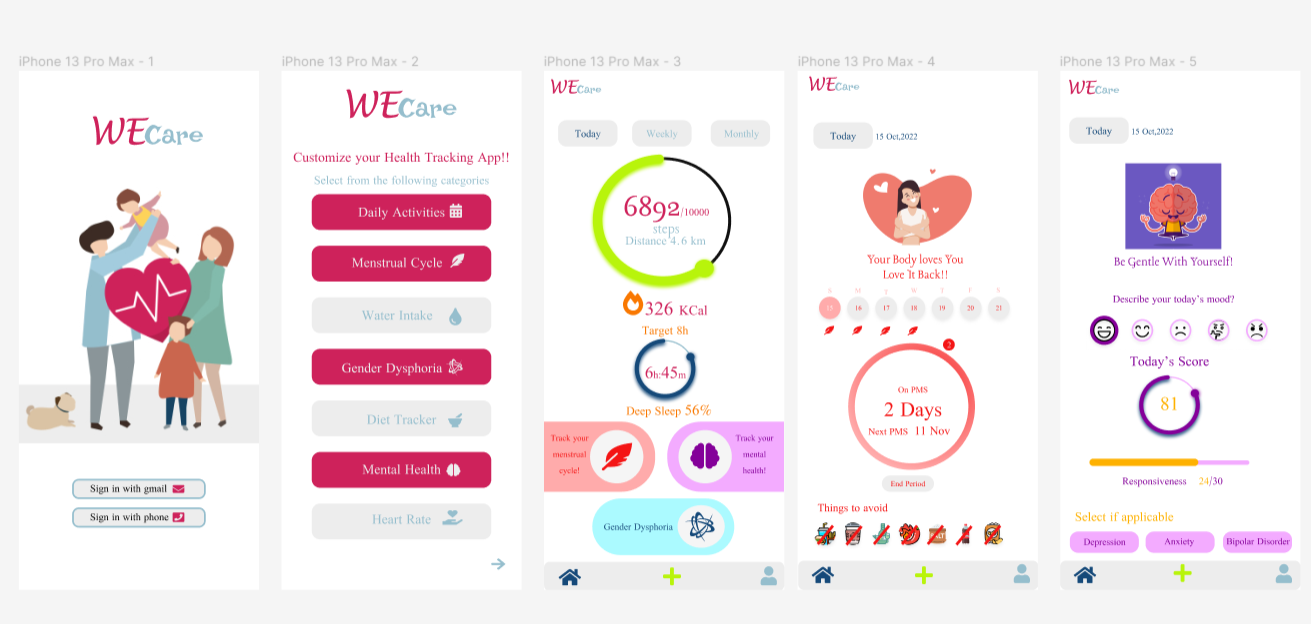 iPhone 13 Pro Max - 1
WECare
Sign in with gmail
Sign in with phone
iPhone 13 Pro Max - 2
WECare
Customize your Health Tracking App!!
Select from the following categories
Daily Activities
Menstrual Cycle
Water Intake
Gender Dysphoria
Diet Tracker
Mental Health
Heart Rate
iPhone 13 Pro Max - 3
WECare
Today
Weekly
Monthly
6892/10000
steps
Distance 4.6 km
326 KCal
Target 8h
6h:45m
Deep Sleep 56%
Track your
menstrual
cycle!
Track your
mental
health!
Gender Dysphoria
iPhone 13 Pro Max - 4
WECare
Today 15 Oct,2022
Your Body loves You
Love It Back!!
S M T W T F S
15 16 17 18 19 20 21
2
On PMS
2 Days
Next PMS 11 Nov
End Period
Things to avoid
iPhone 13 Pro Max - 5
WECare
Today 15 Oct,2022
Be Gentle With Yourself!
Describe your today's mood?
Today's Score
81
Responsiveness 24/30
Select if applicable
Depression
Anxiety
Bipolar Disorder